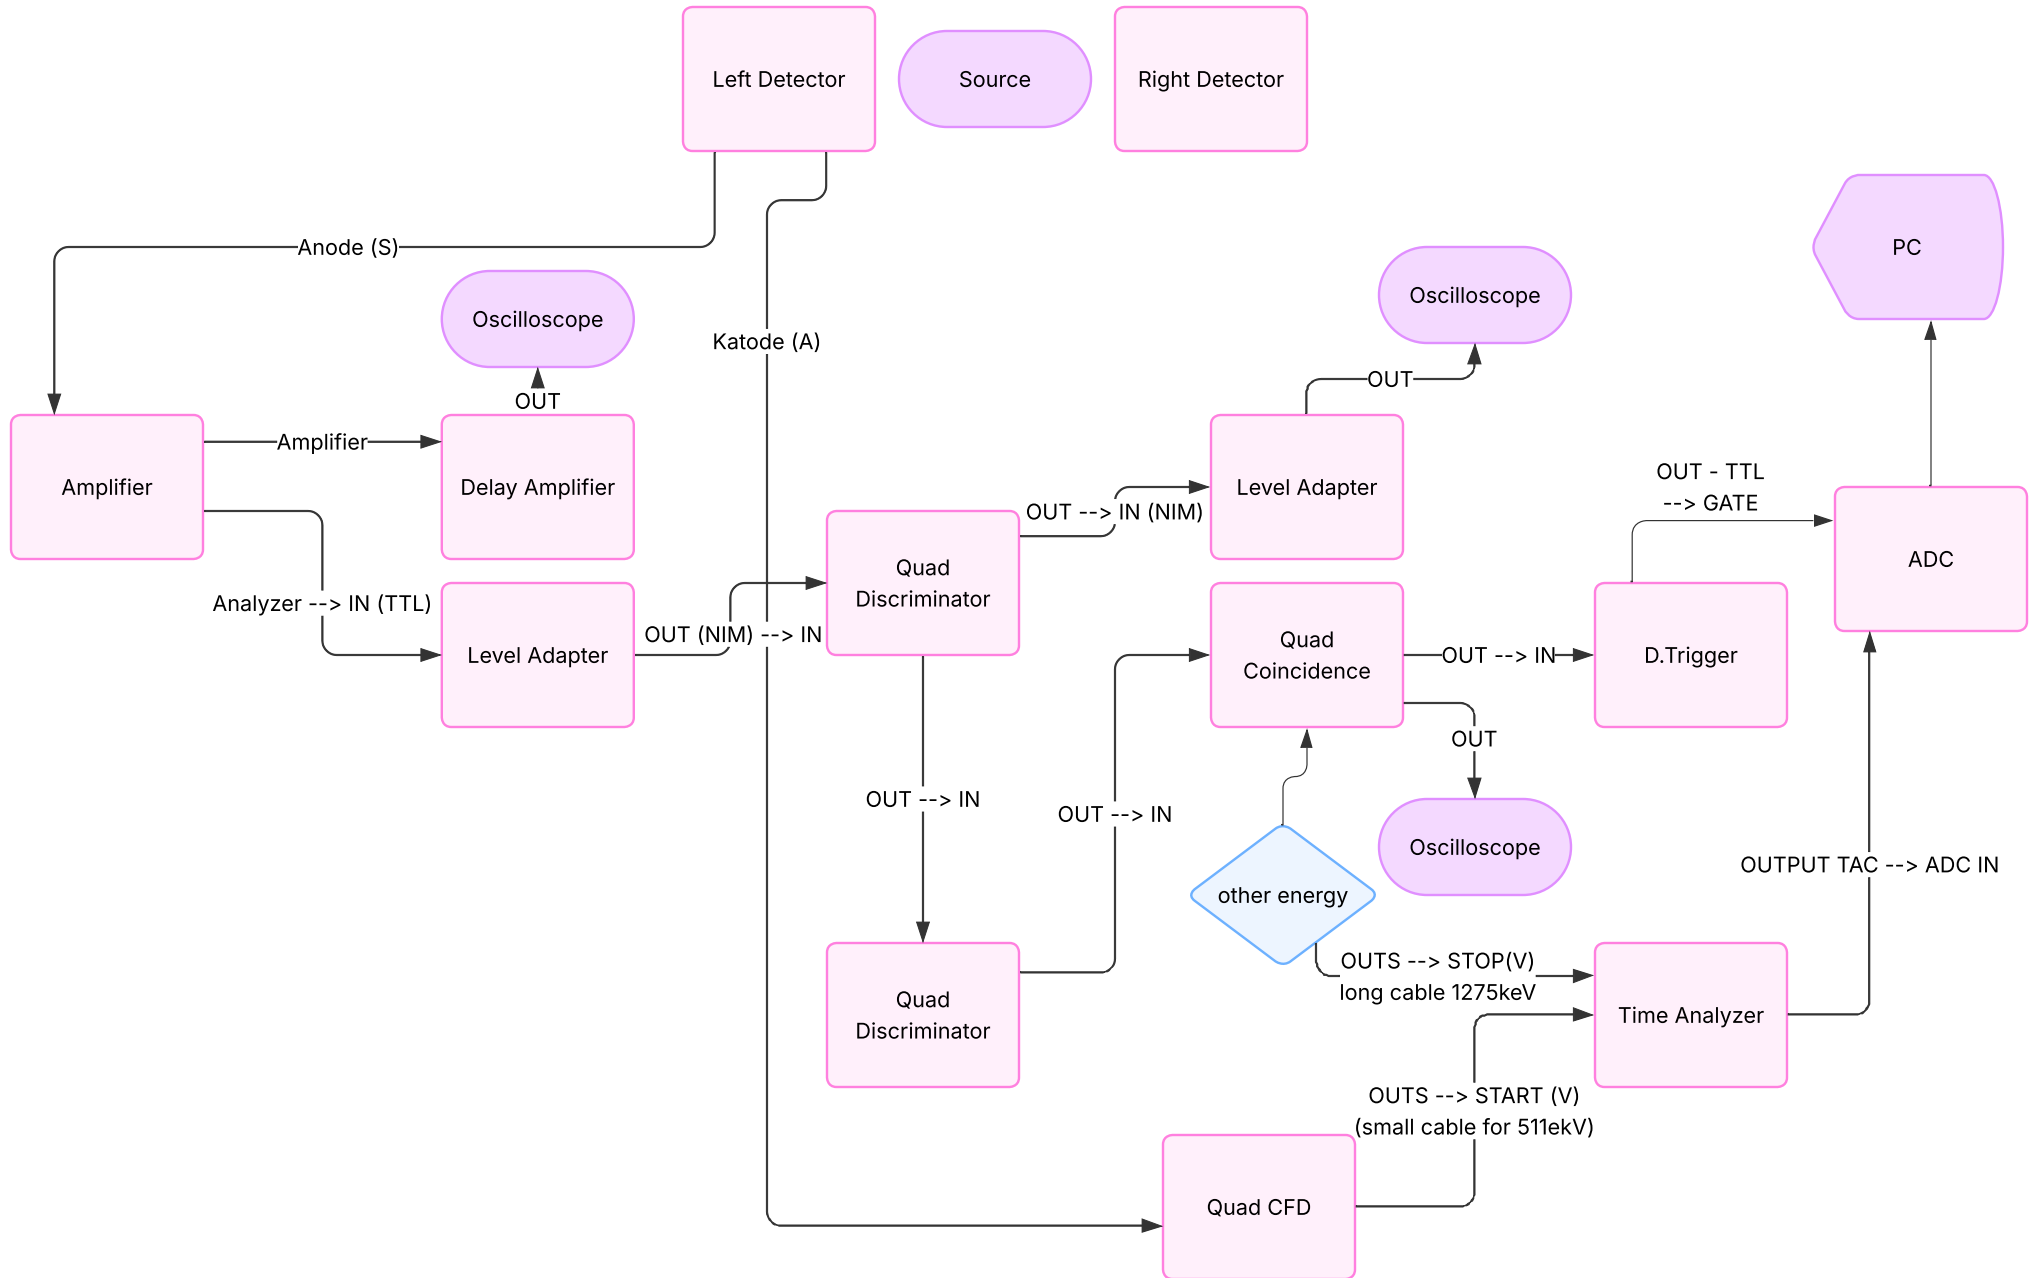 Left Detector
Source
Right Detector
Anode (S)
PC
Oscilloscope
Oscilloscope
Katode (A)
OUT
OUT
Amplifier
Amplifier
Delay Amplifier
Level Adapter
OUT - TTL
--> GATE
OUT --> IN (NIM)
Quad
Discriminator
ADC
Analyzer --> IN (TTL)
OUT (NIM) --> IN
Level Adapter
Quad
Coincidence
OUT --> IN
D.Trigger
OUT
OUT --> IN
OUT --> IN
Oscilloscope
other energy
OUTPUT TAC --> ADC IN
OUTS --> STOP(V)
long cable 1275keV
Quad
Discriminator
Time Analyzer
OUTS --> START (V)
(small cable for 511ekV)
Quad CFD